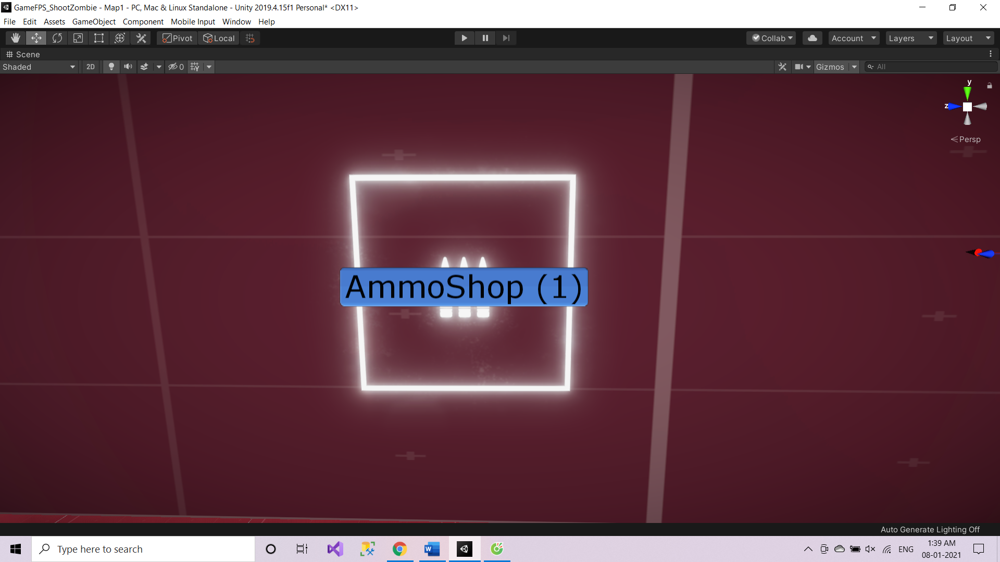 GameFPS_ShootZombie - Map1 - PC, Mac & Linux Standalone - Unity 2019.4.15f1 Personal* <DX11>
File Edit Assets GameObject Component Mobile Input Window Help
Pivot Local Collab Account Layers Layout
Scene
Shaded 2D 0 Gizmos All
y
z
Persp
AmmoShop (1)
Auto Generate Lighting Off
Type here to search
ENG
1:39 AM
08-01-2021